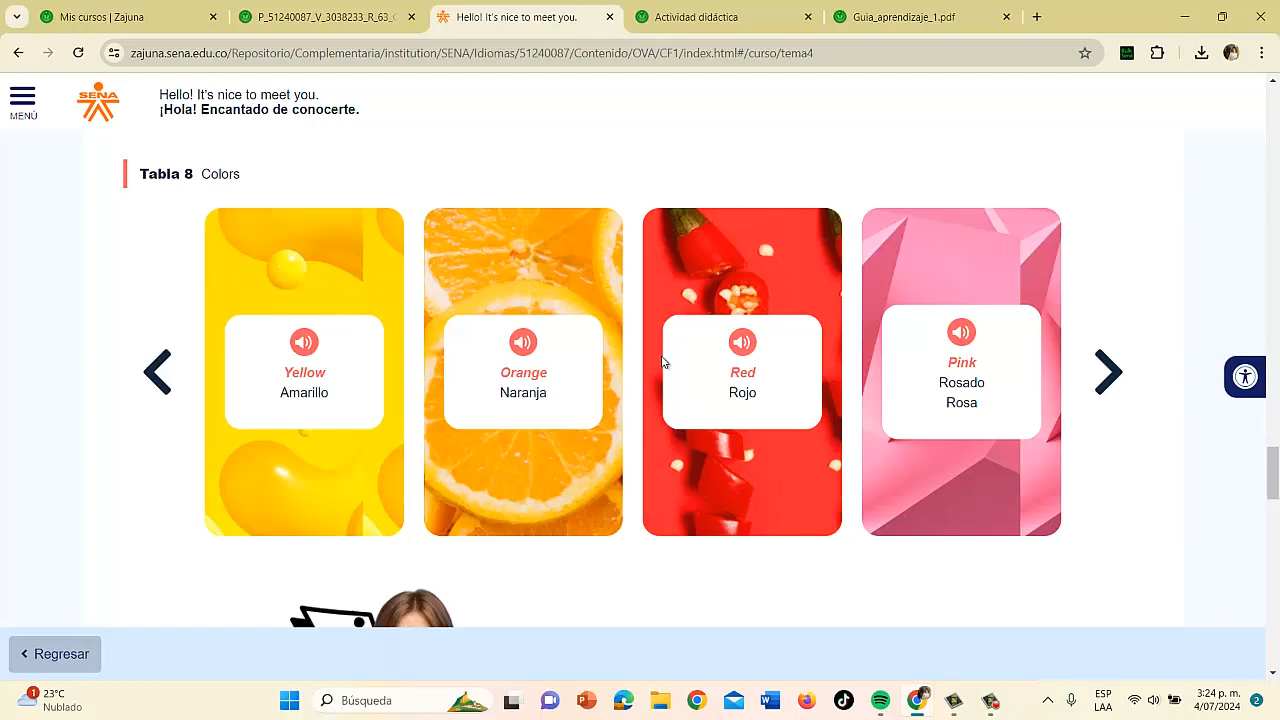 Mis cursos | Zajuna
P_51240087_V_3038233_R_63_C
Hello! It's nice to meet you.
Actividad didáctica
Guia_aprendizaje_1.pdf
zajuna.sena.edu.co/Repositorio/Complementaria/institution/SENA/Idiomas/51240087/Contenido/OVA/CF1/index.html#/curso/tema4
MENÚ
SENA
Hello! It's nice to meet you.
¡Hola! Encantado de conocerte.
Tabla 8 Colors
Yellow
Amarillo
Orange
Naranja
Red
Rojo
Pink
Rosado
Rosa
Regresar
1
23°C
Nublado
Búsqueda
ESP
LAA
3:24 p. m.
4/07/2024
2